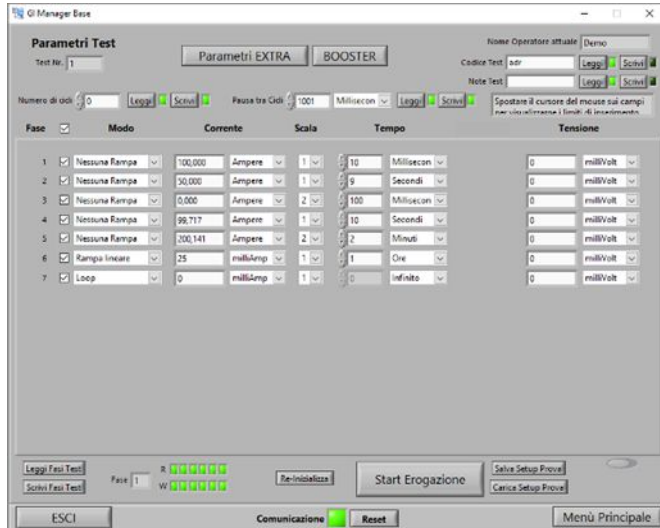 GI Manager Base
Parametri Test
Test Nr. 1
Parametri EXTRA
BOOSTER
Nome Operatore attuale Demo
Codice Test adr Leggi Scrivi
Note Test Leggi Scrivi
Numero di cicli 0 Leggi Scrivi Pausa tra Cicli 1001 Millisecon Leggi Scrivi
Spostare il cursore del mouse sui campi
per visualizzarne i limiti di inserimento
Fase Modo Corrente Scala Tempo Tensione
1 Nessuna Rampa 100,000 Ampere 1 10 Millisecon 0 milliVolt
2 Nessuna Rampa 50,000 Ampere 1 9 Secondi 0 milliVolt
3 Nessuna Rampa 0,000 Ampere 2 100 Millisecon 0 milliVolt
4 Nessuna Rampa 99,717 Ampere 1 10 Secondi 0 milliVolt
5 Nessuna Rampa 200,141 Ampere 2 2 Minuti 0 milliVolt
6 Rampa lineare 25 milliAmp 1 1 Ore 0 milliVolt
7 Loop 0 milliAmp 1 0 Infinito 0 milliVolt
Leggi Fasi Test
Scrivi Fasi Test
Fase 1
R
W
Re-Inizializza
Start Erogazione
Salva Setup Prova
Carica Setup Prova
ESCI
Comunicazione
Reset
Menù Principale